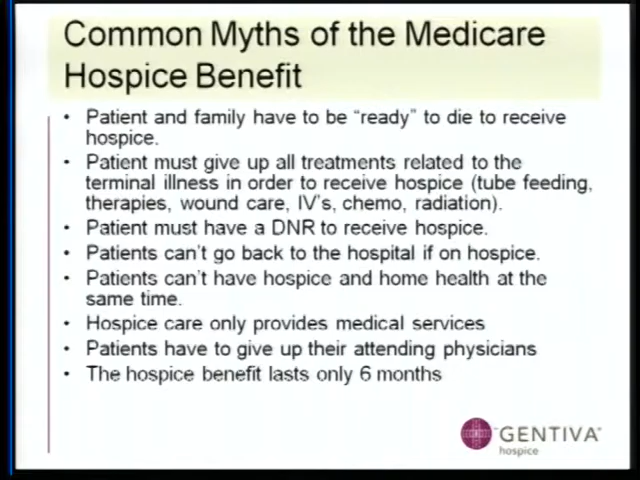 Common Myths of the Medicare
Hospice Benefit
• Patient and family have to be “ready” to die to receive
hospice.
• Patient must give up all treatments related to the
terminal illness in order to receive hospice (tube feeding,
therapies, wound care, IV’s, chemo, radiation).
• Patient must have a DNR to receive hospice.
• Patients can’t go back to the hospital if on hospice.
• Patients can’t have hospice and home health at the
same time.
• Hospice care only provides medical services
• Patients have to give up their attending physicians
• The hospice benefit lasts only 6 months
GENTIVA
hospice